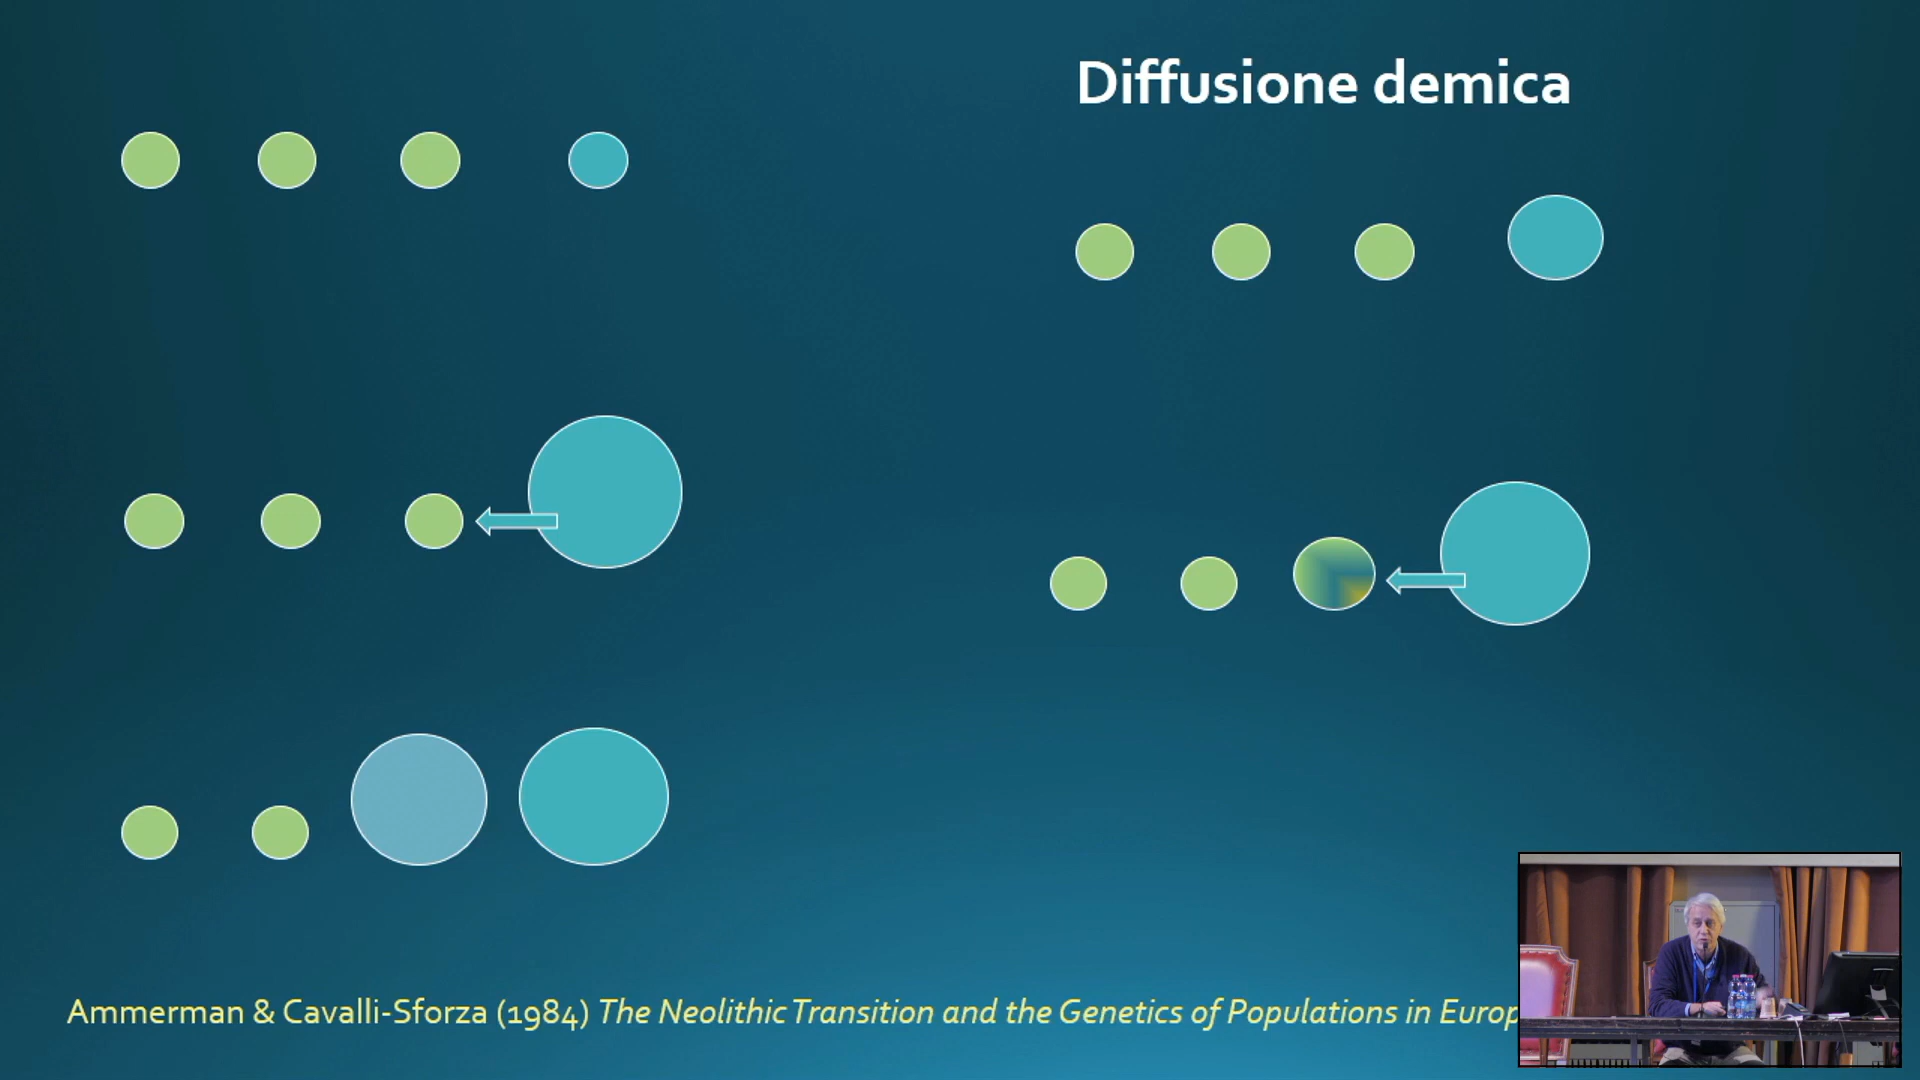 Diffusione demica
Ammerman & Cavalli-Sforza (1984) The Neolithic Transition and the Genetics of Populations in Europ